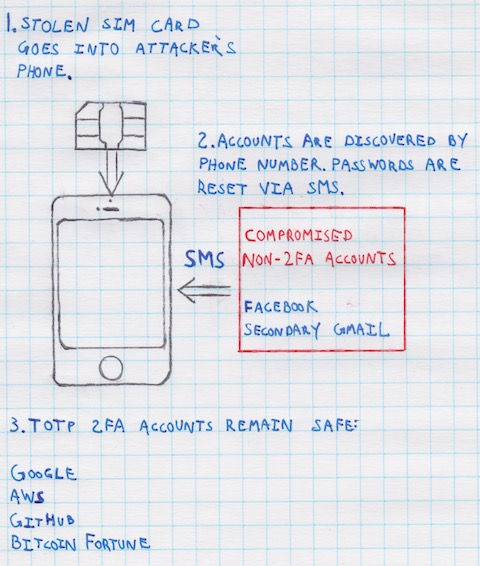 1. STOLEN SIM CARD
GOES INTO ATTACKER'S
PHONE.
2. ACCOUNTS ARE DISCOVERED BY
PHONE NUMBER. PASSWORDS ARE
RESET VIA SMS.
SMS
COMPROMISED
NON-2FA ACCOUNTS
FACEBOOK
SECONDARY GMAIL
3. TOTP 2FA ACCOUNTS REMAIN SAFE:
GOOGLE
AWS
GITHUB
BITCOIN FORTUNE